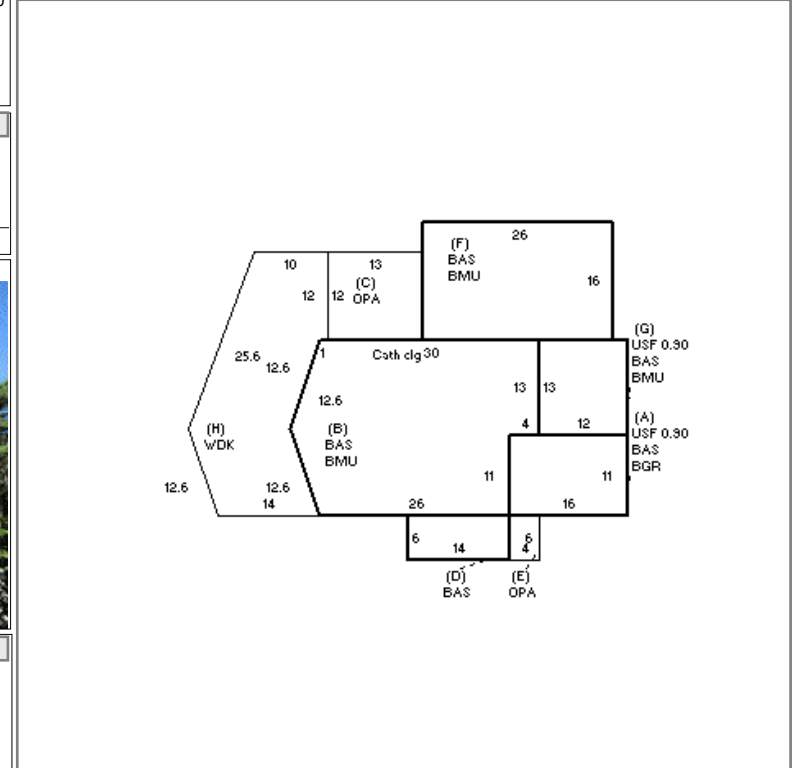 26
(F)
BAS
BMU
16
10
13
(C)
OPA
12
12
(G)
USF 0.90
BAS
BMU
1
Cath clg 30
25.6
12.6
13
13
12.6
(A)
USF 0.90
BAS
BGR
4
12
(H)
WDK
(B)
BAS
BMU
11
11
12.6
12.6
14
26
16
6
14
6
4
(D)
BAS
(E)
OPA